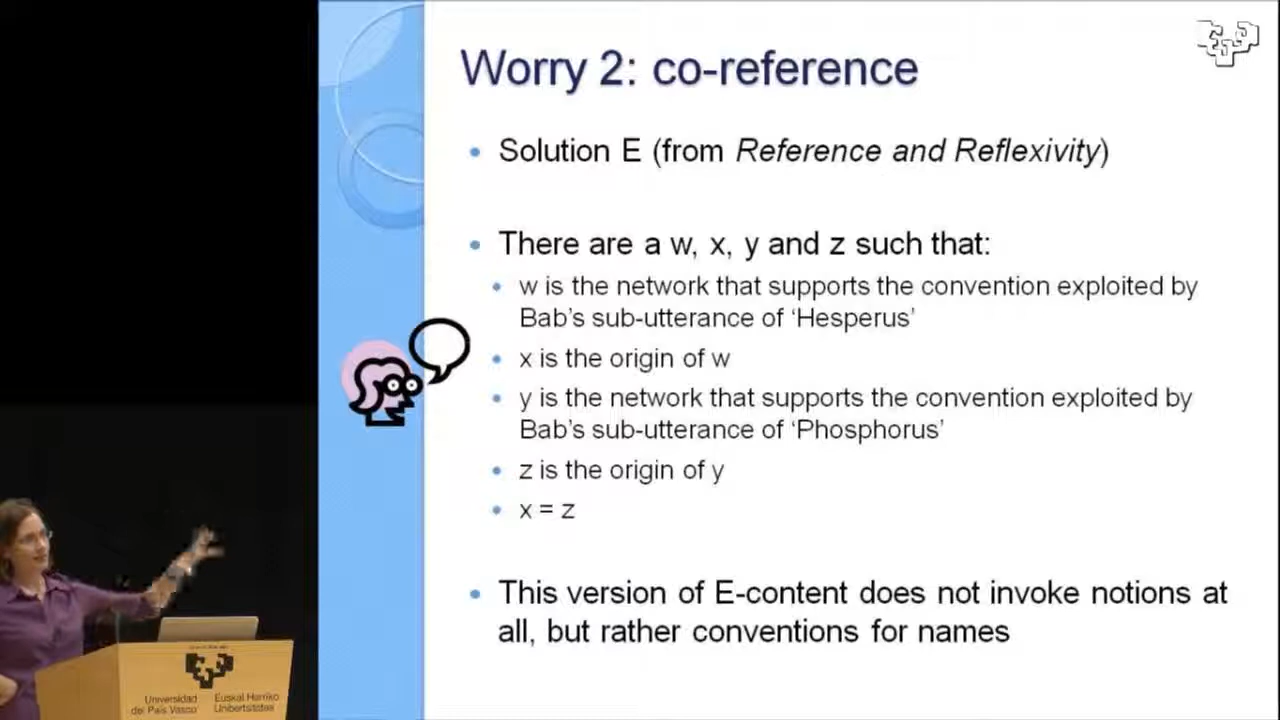 Worry 2: co-reference
Solution E (from Reference and Reflexivity)
There are a w, x, y and z such that:
w is the network that supports the convention exploited by
Bab's sub-utterance of 'Hesperus'
x is the origin of w
y is the network that supports the convention exploited by
Bab's sub-utterance of 'Phosphorus'
z is the origin of y
x = z
This version of E-content does not invoke notions at
all, but rather conventions for names
Universidad
del País Vasco
Euskal Herriko
Unibertsitatea